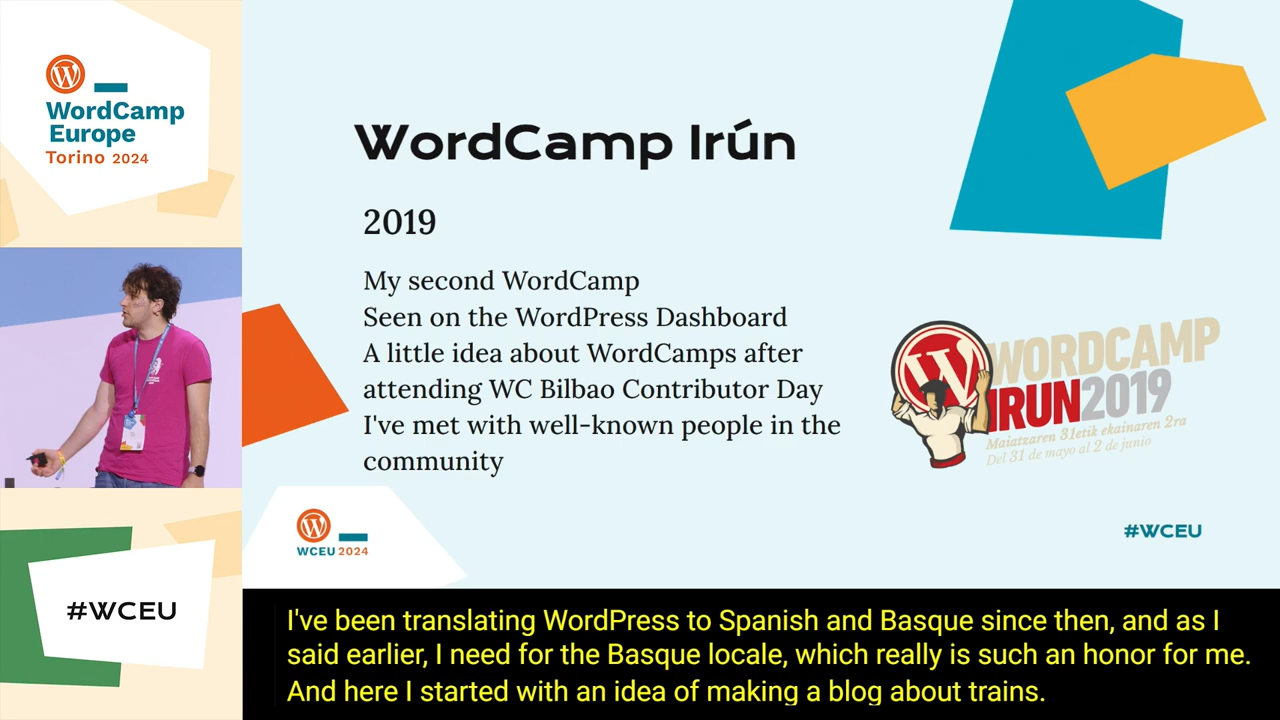 WordCamp
Europe
Torino 2024
#WCEU
WordCamp Irún
2019
My second WordCamp
Seen on the WordPress Dashboard
A little idea about WordCamps after
attending WC Bilbao Contributor Day
I've met with well-known people in the
community
WORDCAMP
IRUN2019
Maiatzaren 31etik ekainaren 2ra
Del 31 de mayo al 2 de junio
WCEU 2024
#WCEU
I've been translating WordPress to Spanish and Basque since then, and as I
said earlier, I need for the Basque locale, which really is such an honor for me.
And here I started with an idea of making a blog about trains.